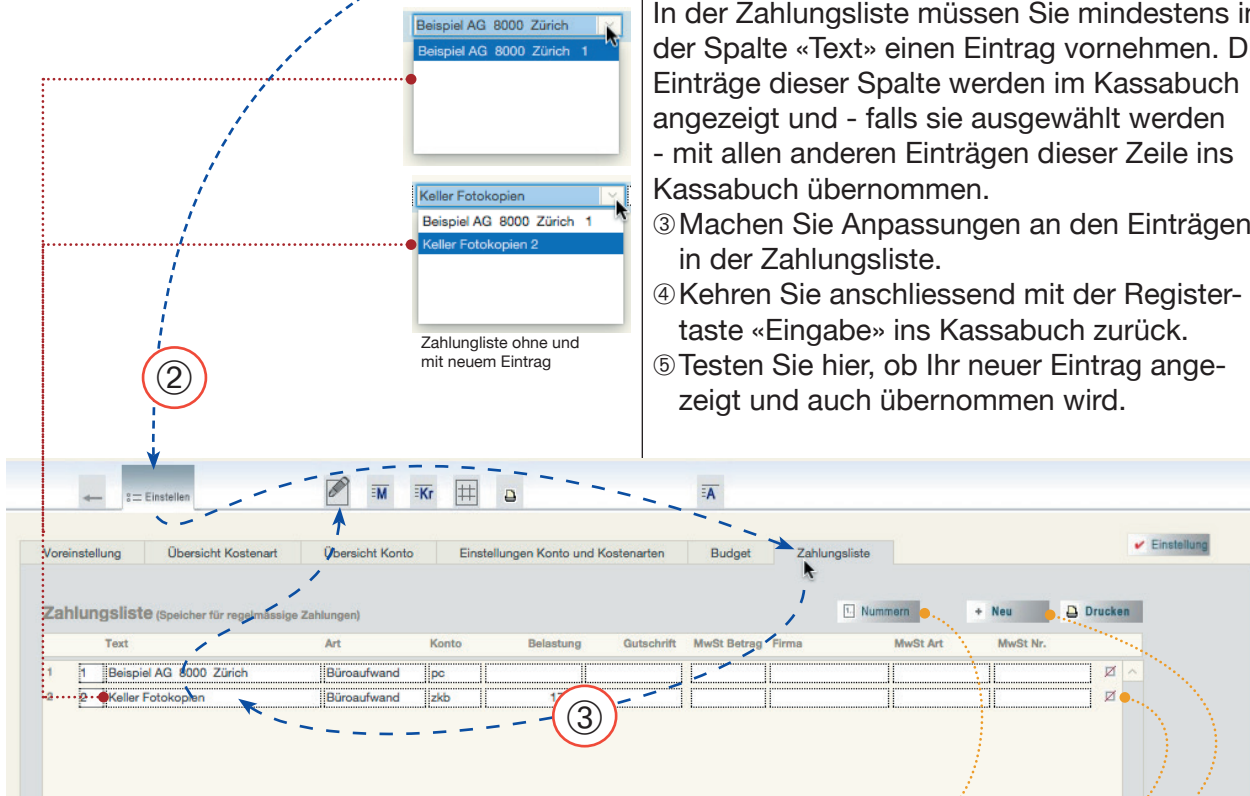 Beispiel AG 8000 Zürich
Beispiel AG 8000 Zürich 1
Keller Fotokopien
Beispiel AG 8000 Zürich 1
Keller Fotokopien 2
Zahlungliste ohne und
mit neuem Eintrag
In der Zahlungsliste müssen Sie mindestens in
der Spalte «Text» einen Eintrag vornehmen. D
Einträge dieser Spalte werden im Kassabuch
angezeigt und - falls sie ausgewählt werden
- mit allen anderen Einträgen dieser Zeile ins
Kassabuch übernommen.
③ Machen Sie Anpassungen an den Einträgen
in der Zahlungsliste.
④ Kehren Sie anschliessend mit der Register-
taste «Eingabe» ins Kassabuch zurück.
⑤ Testen Sie hier, ob Ihr neuer Eintrag ange-
zeigt und auch übernommen wird.
②
Einstellen
M
Kr
A
Voreinstellung Übersicht Kostenart Übersicht Konto Einstellungen Konto und Kostenarten Budget Zahlungsliste
Einstellung
Zahlungsliste (Speicher für regelmässige Zahlungen)
1. Nummern + Neu Drucken
Text Art Konto Belastung Gutschrift MwSt Betrag Firma MwSt Art MwSt Nr.
1 1 Beispiel AG 8000 Zürich Büroaufwand pc
2 2 Keller Fotokopien Büroaufwand zkb
③